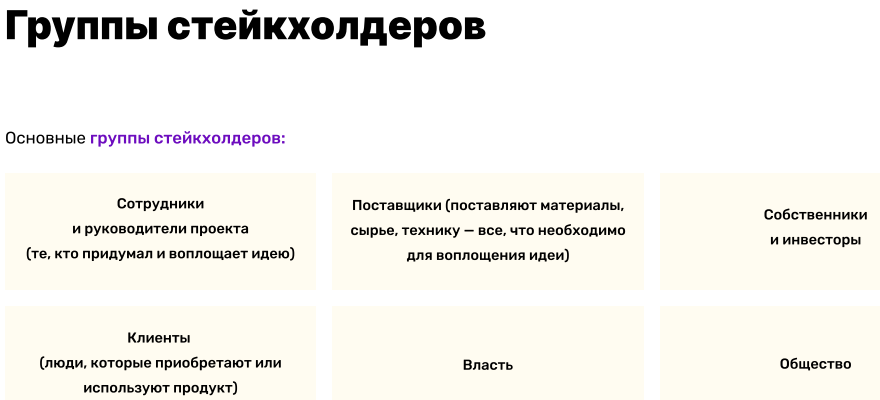 Группы стейкхолдеров
Основные группы стейкхолдеров:
Сотрудники
и руководители проекта
(те, кто придумал и воплощает идею)
Поставщики (поставляют материалы,
сырье, технику — все, что необходимо
для воплощения идеи)
Собственники
и инвесторы
Клиенты
(люди, которые приобретают или
используют продукт)
Власть
Общество